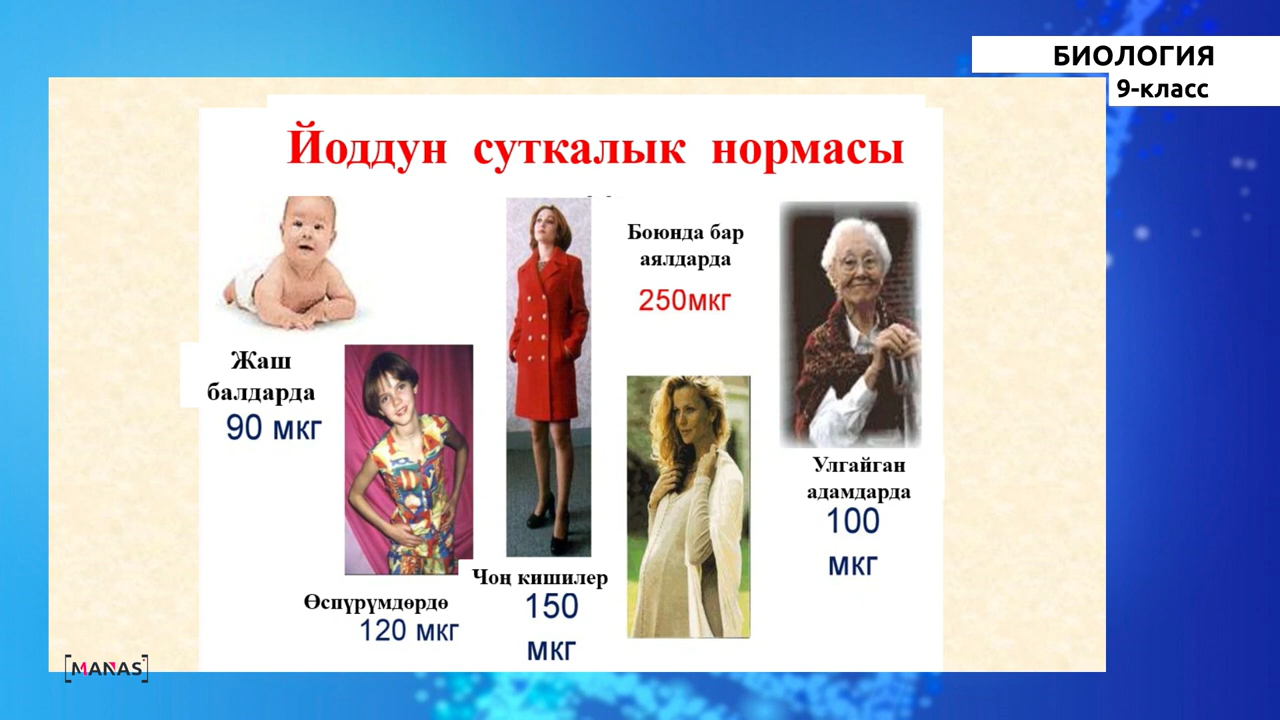 БИОЛОГИЯ
9-класс
Йоддун суткалык нормасы
Жаш
балдарда
90 мкг
Өспүрүмдөрдө
120 мкг
Чоң кишилер
150
мкг
Боюнда бар
аялдарда
250мкг
Улгайган
адамдарда
100
мкг
[MANAS]